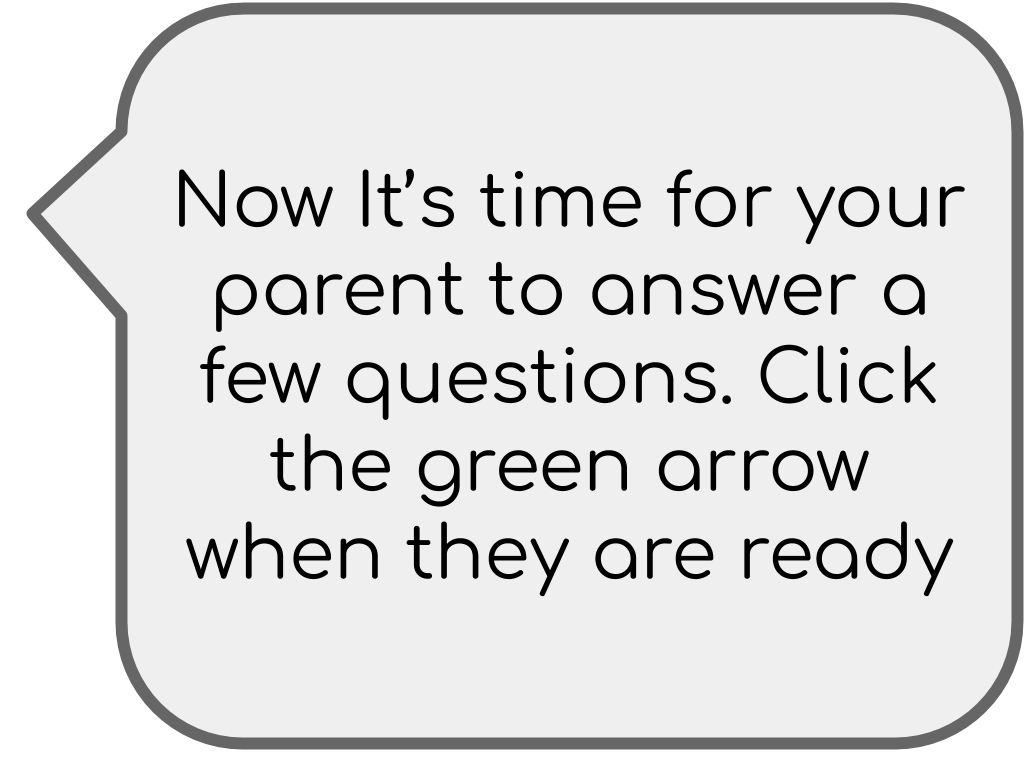 Now It’s time for your
parent to answer a
few questions. Click
the green arrow
when they are ready